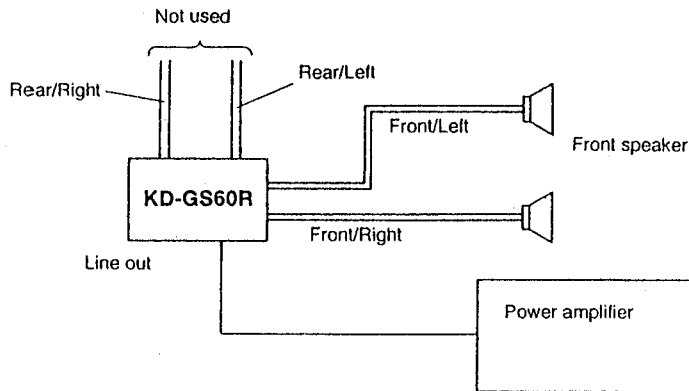 Not used
Rear/Right
Rear/Left
Front/Left
Front speaker
KD-GS60R
Front/Right
Line out
Power amplifier